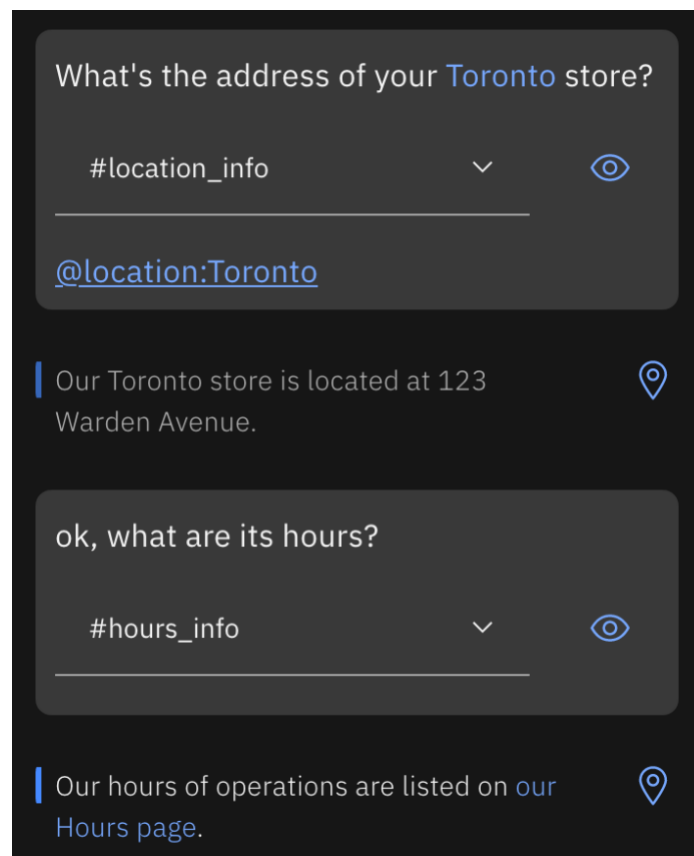 What's the address of your Toronto store?
#location_info
@location:Toronto
Our Toronto store is located at 123
Warden Avenue.
ok, what are its hours?
#hours_info
Our hours of operations are listed on our
Hours page.